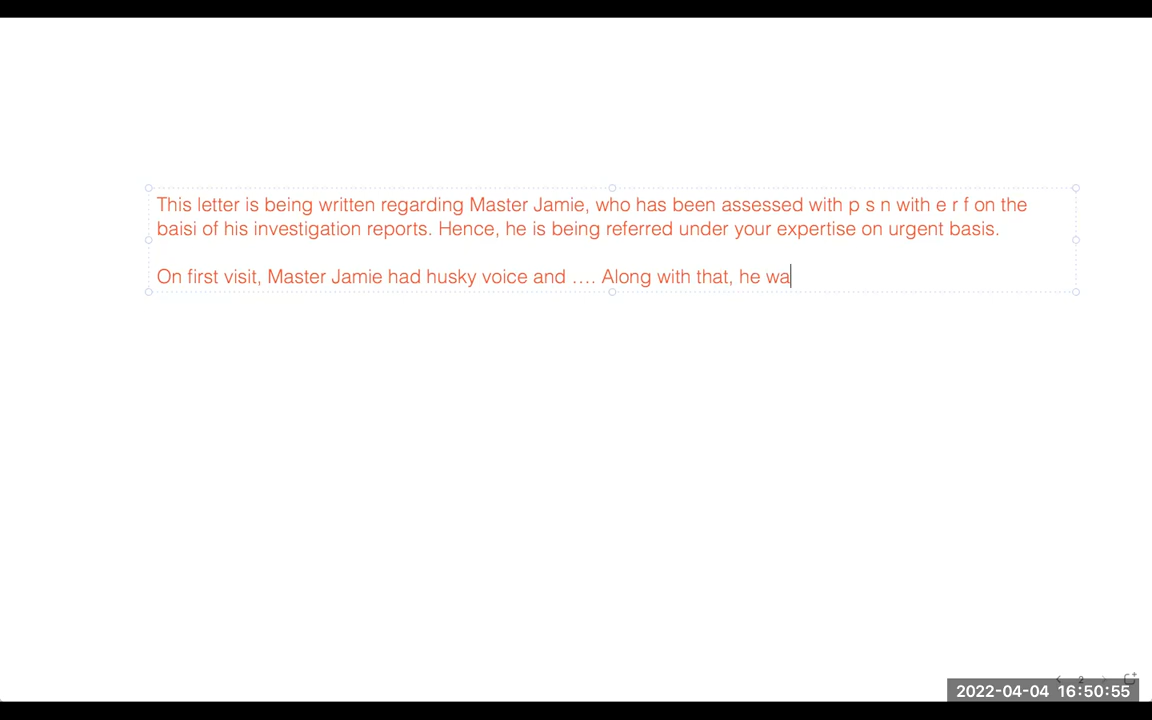 This letter is being written regarding Master Jamie, who has been assessed with p s n with e r f on the
baisi of his investigation reports. Hence, he is being referred under your expertise on urgent basis.
On first visit, Master Jamie had husky voice and .... Along with that, he wa
2
2022-04-04 16:50:55